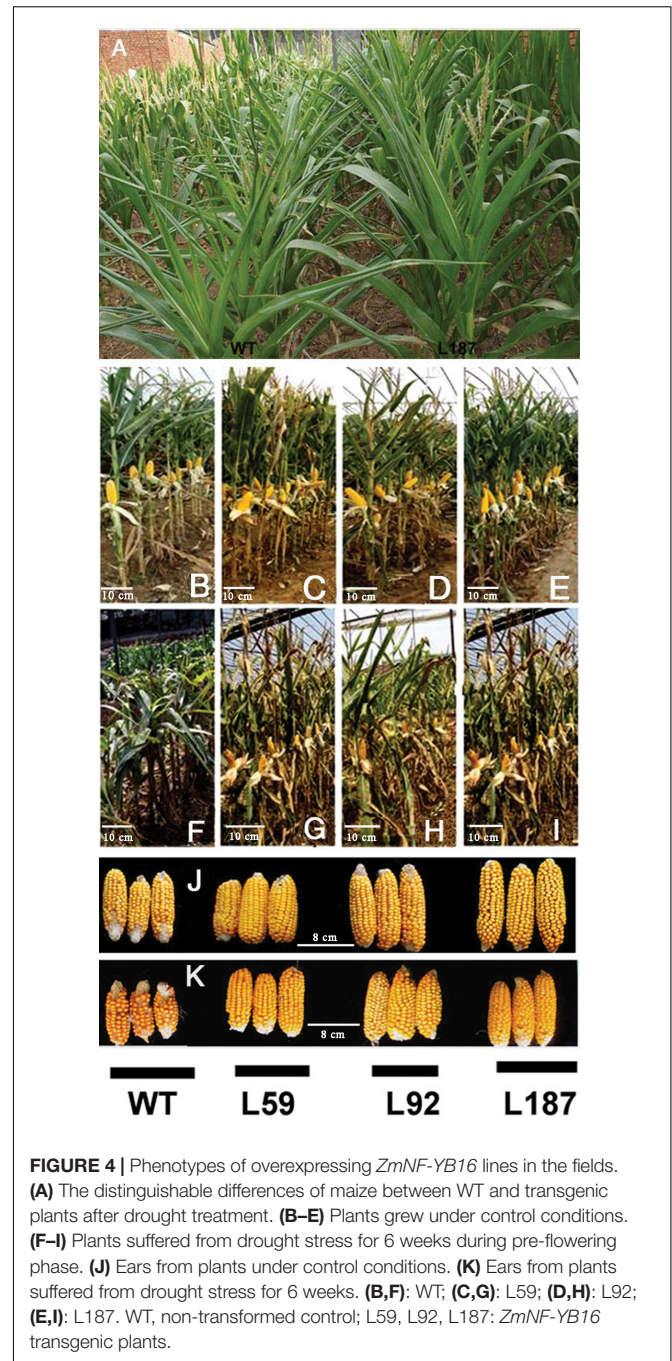 A
WT
L187
B
10 cm
C
10 cm
D
10 cm
E
10 cm
F
10 cm
G
10 cm
H
10 cm
I
10 cm
J
8 cm
K
8 cm
WT
L59
L92
L187
FIGURE 4 | Phenotypes of overexpressing ZmNF-YB16 lines in the fields.
(A) The distinguishable differences of maize between WT and transgenic
plants after drought treatment. (B–E) Plants grew under control conditions.
(F–I) Plants suffered from drought stress for 6 weeks during pre-flowering
phase. (J) Ears from plants under control conditions. (K) Ears from plants
suffered from drought stress for 6 weeks. (B,F): WT; (C,G): L59; (D,H): L92;
(E,I): L187. WT, non-transformed control; L59, L92, L187: ZmNF-YB16
transgenic plants.